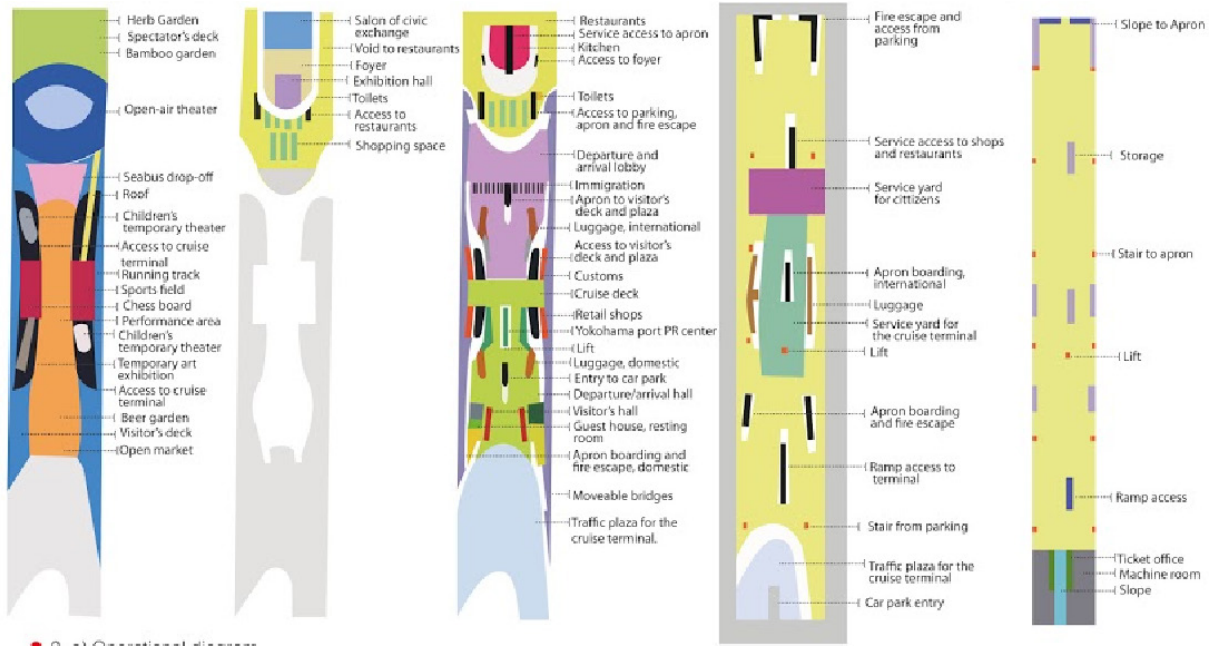 Herb Garden
Spectator's deck
Bamboo garden
Open-air theater
Seabus drop-off
Roof
Children's
temporary theater
Access to cruise
terminal
Running track
Sports field
Chess board
Performance area
Children's
temporary theater
Temporary art
exhibition
Access to cruise
terminal
Beer garden
Visitor's deck
Open market
Salon of civic
exchange
Void to restaurants
Foyer
Exhibition hall
Toilets
Access to
restaurants
Shopping space
Restaurants
Service access to apron
Kitchen
Access to foyer
Toilets
Access to parking,
apron and fire escape
Departure and
arrival lobby
Immigration
Apron to visitor's
deck and plaza
Luggage, international
Access to visitor's
deck and plaza
Customs
Cruise deck
Retail shops
Yokohama port PR center
Lift
Luggage, domestic
Entry to car park
Departure/arrival hall
Visitor's hall
Guest house, resting
room
Apron boarding and
fire escape, domestic
Moveable bridges
Traffic plaza for the
cruise terminal.
Fire escape and
access from
parking
Service access to shops
and restaurants
Service yard
for cittizens
Apron boarding,
international
Luggage
Service yard for
the cruise terminal
Lift
Apron boarding
and fire escape
Ramp access to
terminal
Stair from parking
Traffic plaza for the
cruise terminal
Car park entry
Slope to Apron
Storage
Stair to apron
Lift
Ramp access
Ticket office
Machine room
Slope
Operational diagram